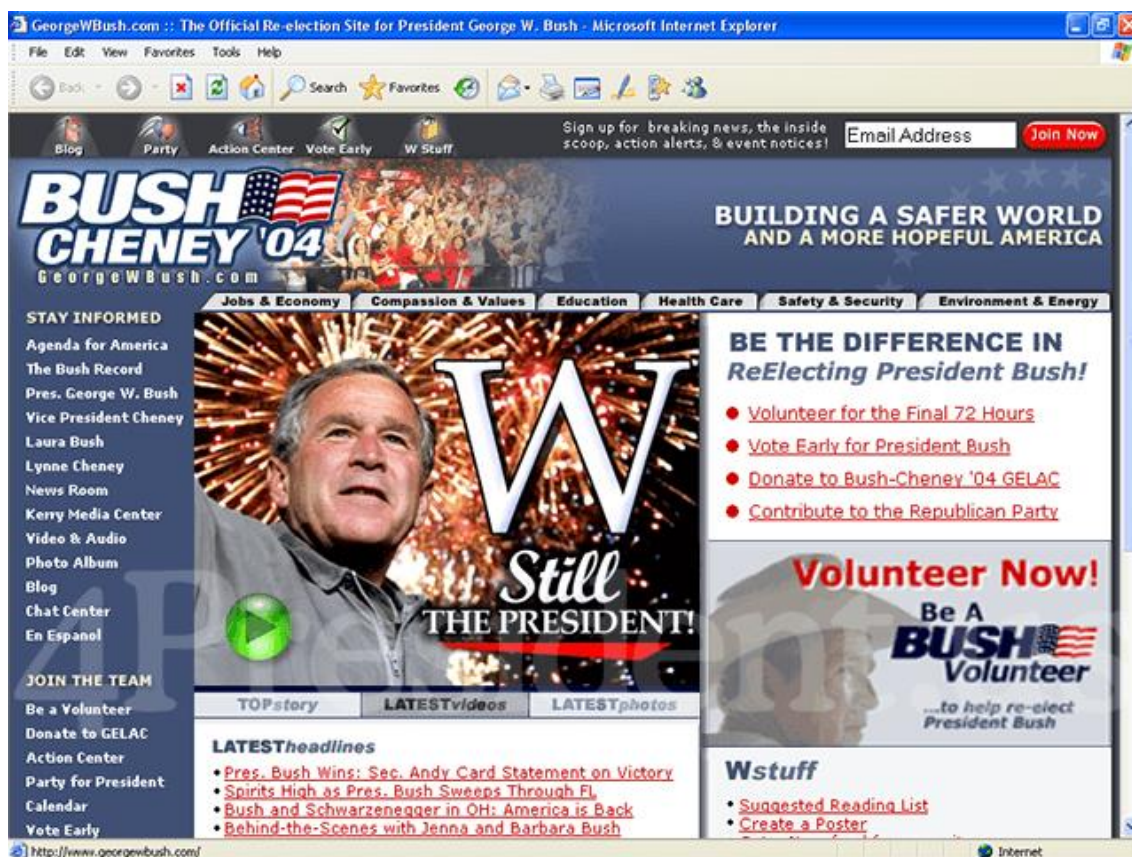 GeorgeWBush.com :: The Official Re-election Site for President George W. Bush - Microsoft Internet Explorer
File Edit View Favorites Tools Help
Back Search Favorites
Blog Party Action Center Vote Early W Stuff
Sign up for breaking news, the inside
scoop, action alerts, & event notices!
Email Address Join Now
BUSH
CHENEY '04
GeorgeWBush.com
BUILDING A SAFER WORLD
AND A MORE HOPEFUL AMERICA
Jobs & Economy Compassion & Values Education Health Care Safety & Security Environment & Energy
STAY INFORMED
Agenda for America
The Bush Record
Pres. George W. Bush
Vice President Cheney
Laura Bush
Lynne Cheney
News Room
Kerry Media Center
Video & Audio
Photo Album
Blog
Chat Center
En Espanol
JOIN THE TEAM
Be a Volunteer
Donate to GELAC
Action Center
Party for President
Calendar
Vote Early
W
Still
THE PRESIDENT!
TOPstory LATESTvideos LATESTphotos
LATESTheadlines
Pres. Bush Wins: Sec. Andy Card Statement on Victory
Spirits High as Pres. Bush Sweeps Through FL
Bush and Schwarzenegger in OH: America is Back
Behind-the-Scenes with Jenna and Barbara Bush
BE THE DIFFERENCE IN
ReElecting President Bush!
Volunteer for the Final 72 Hours
Vote Early for President Bush
Donate to Bush-Cheney '04 GELAC
Contribute to the Republican Party
Volunteer Now!
Be A
BUSH
Volunteer
...to help re-elect
President Bush
Wstuff
Suggested Reading List
Create a Poster
4President.us
http://www.georgewbush.com/ Internet